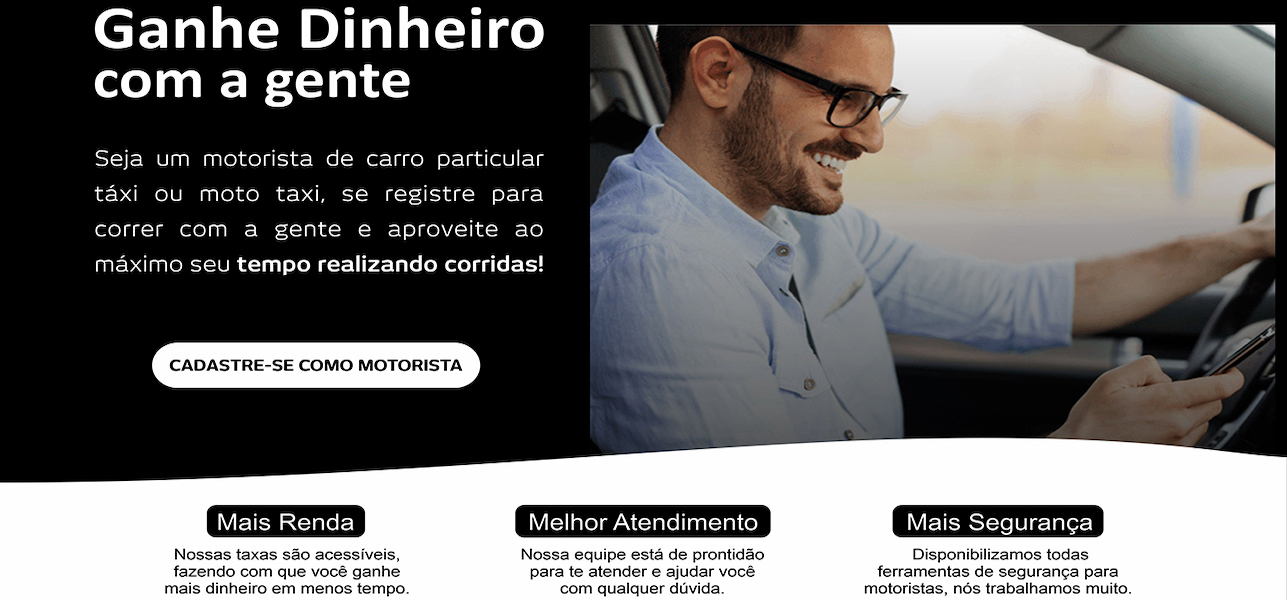 Ganhe Dinheiro
com a gente
Seja um motorista de carro particular
táxi ou moto taxi, se registre para
correr com a gente e aproveite ao
máximo seu tempo realizando corridas!
CADASTRE-SE COMO MOTORISTA
Mais Renda
Nossas taxas são acessíveis,
fazendo com que você ganhe
mais dinheiro em menos tempo.
Melhor Atendimento
Nossa equipe está de prontidão
para te atender e ajudar você
com qualquer dúvida.
Mais Segurança
Disponibilizamos todas
ferramentas de segurança para
motoristas, nós trabalhamos muito.